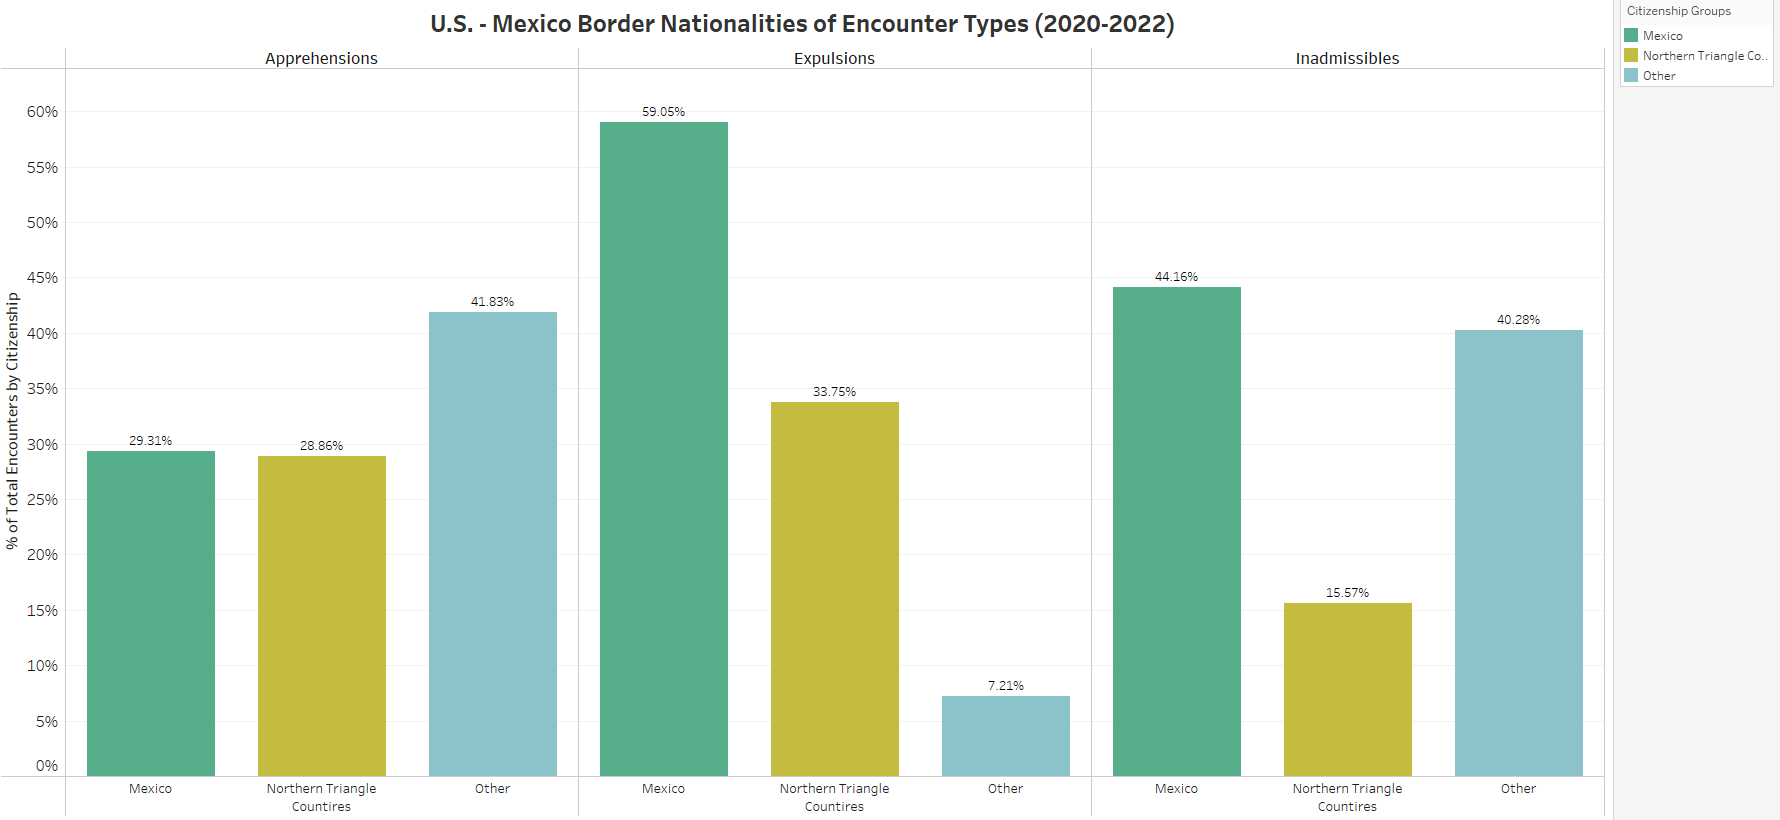 U.S. - Mexico Border Nationalities of Encounter Types (2020-2022)
Citizenship Groups
Mexico
Northern Triangle Co..
Other
Apprehensions
Expulsions
Inadmissibles
% of Total Encounters by Citizenship
60%
55%
50%
45%
40%
35%
30%
25%
20%
15%
10%
5%
0%
29.31%
28.86%
41.83%
59.05%
33.75%
7.21%
44.16%
15.57%
40.28%
Mexico
Northern Triangle
Countires
Other
Mexico
Northern Triangle
Countires
Other
Mexico
Northern Triangle
Countires
Other